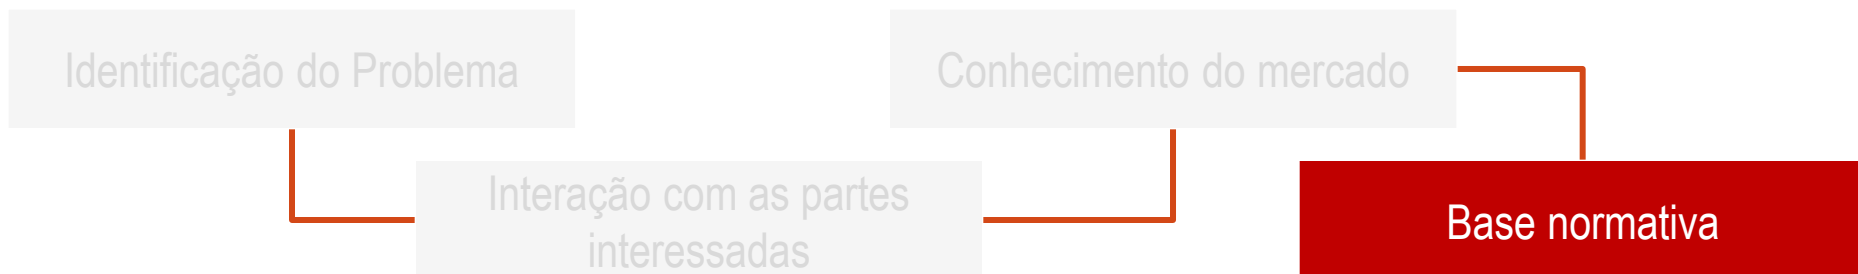 Identificação do Problema
Conhecimento do mercado
Interação com as partes
interessadas
Base normativa